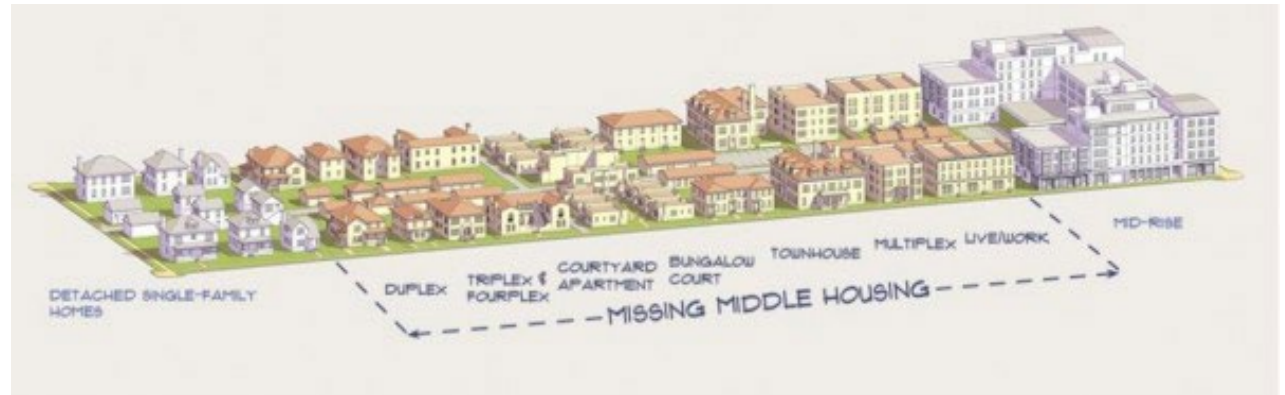 DETACHED SINGLE-FAMILY
HOMES
DUPLEX
TRIPLEX &
FOURPLEX
COURTYARD
APARTMENT
BUNGALOW
COURT
TOWNHOUSE
MULTIPLEX
LIVE/WORK
MID-RISE
MISSING MIDDLE HOUSING